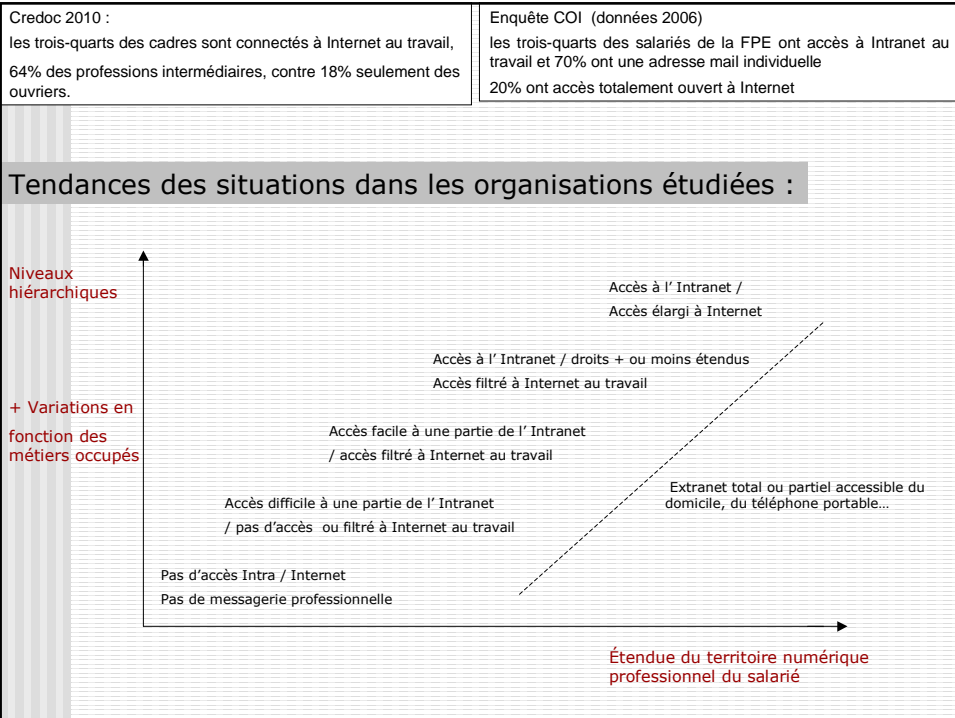 Credoc 2010 :
les trois-quarts des cadres sont connectés à Internet au travail,
64% des professions intermédiaires, contre 18% seulement des
ouvriers.
Enquête COI (données 2006)
les trois-quarts des salariés de la FPE ont accès à Intranet au
travail et 70% ont une adresse mail individuelle
20% ont accès totalement ouvert à Internet
Tendances des situations dans les organisations étudiées :
Niveaux
hiérarchiques
Accès à l’ Intranet /
Accès élargi à Internet
Accès à l’ Intranet / droits + ou moins étendus
Accès filtré à Internet au travail
+ Variations en
fonction des
métiers occupés
Accès facile à une partie de l’ Intranet
/ accès filtré à Internet au travail
Extranet total ou partiel accessible du
domicile, du téléphone portable…
Accès difficile à une partie de l’ Intranet
/ pas d’accès ou filtré à Internet au travail
Pas d’accès Intra / Internet
Pas de messagerie professionnelle
Étendue du territoire numérique
professionnel du salarié